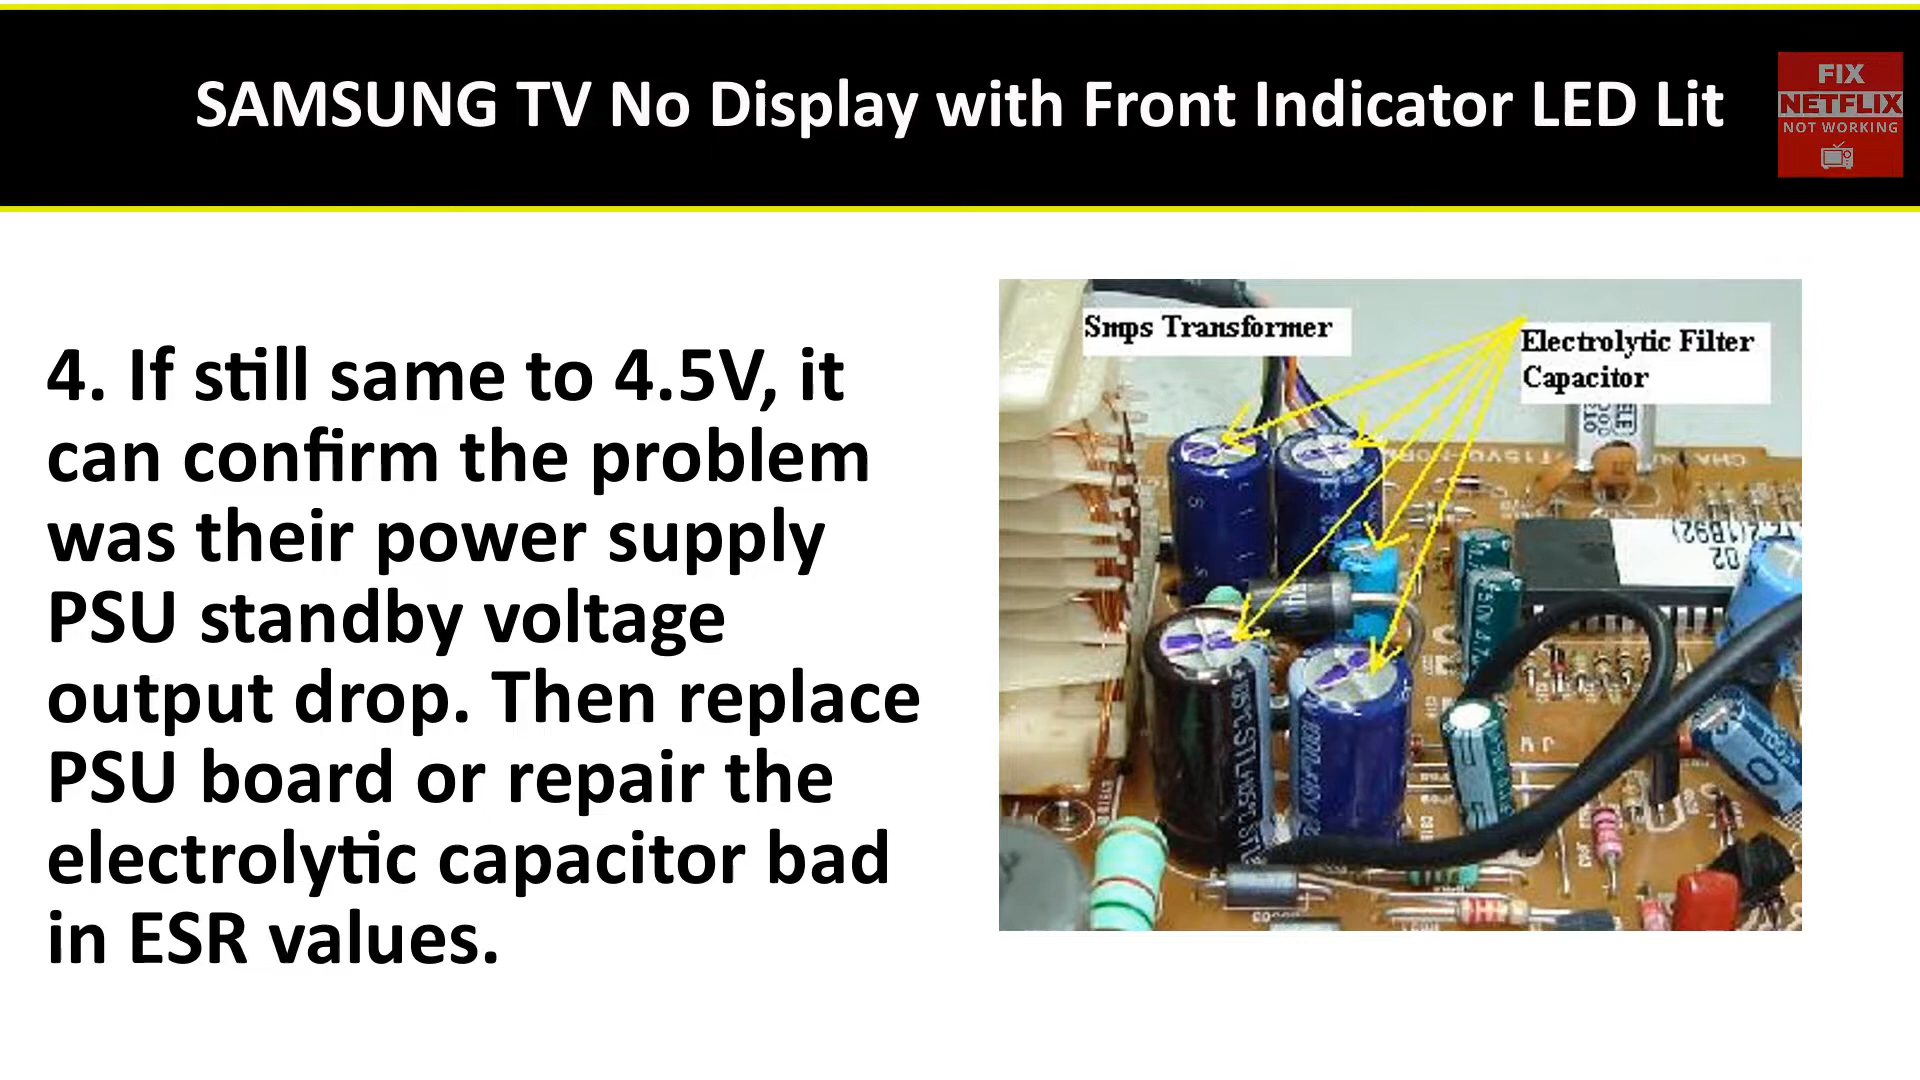 SAMSUNG TV No Display with Front Indicator LED Lit
FIX
NETFLIX
NOT WORKING
4. If still same to 4.5V, it
can confirm the problem
was their power supply
PSU standby voltage
output drop. Then replace
PSU board or repair the
electrolytic capacitor bad
in ESR values.
Smps Transformer
Electrolytic Filter
Capacitor